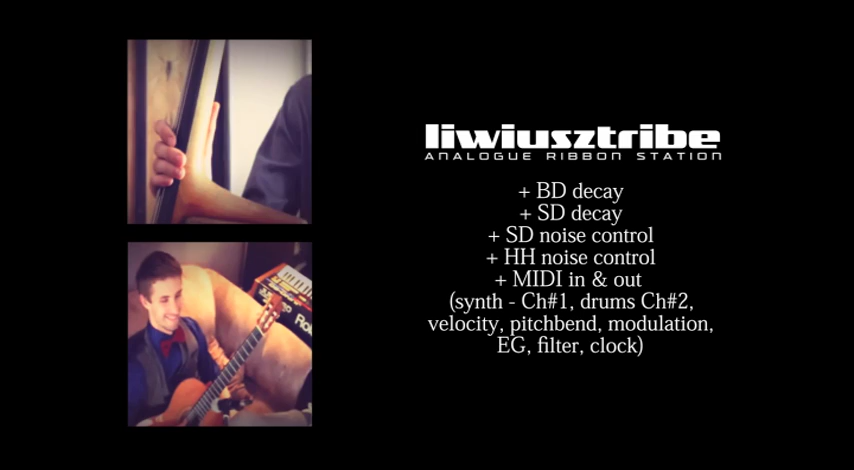 liwiusztribe
ANALOGUE RIBBON STATION
+ BD decay
+ SD decay
+ SD noise control
+ HH noise control
+ MIDI in & out
(synth - Ch#1, drums Ch#2,
velocity, pitchbend, modulation,
EG, filter, clock)
Rol